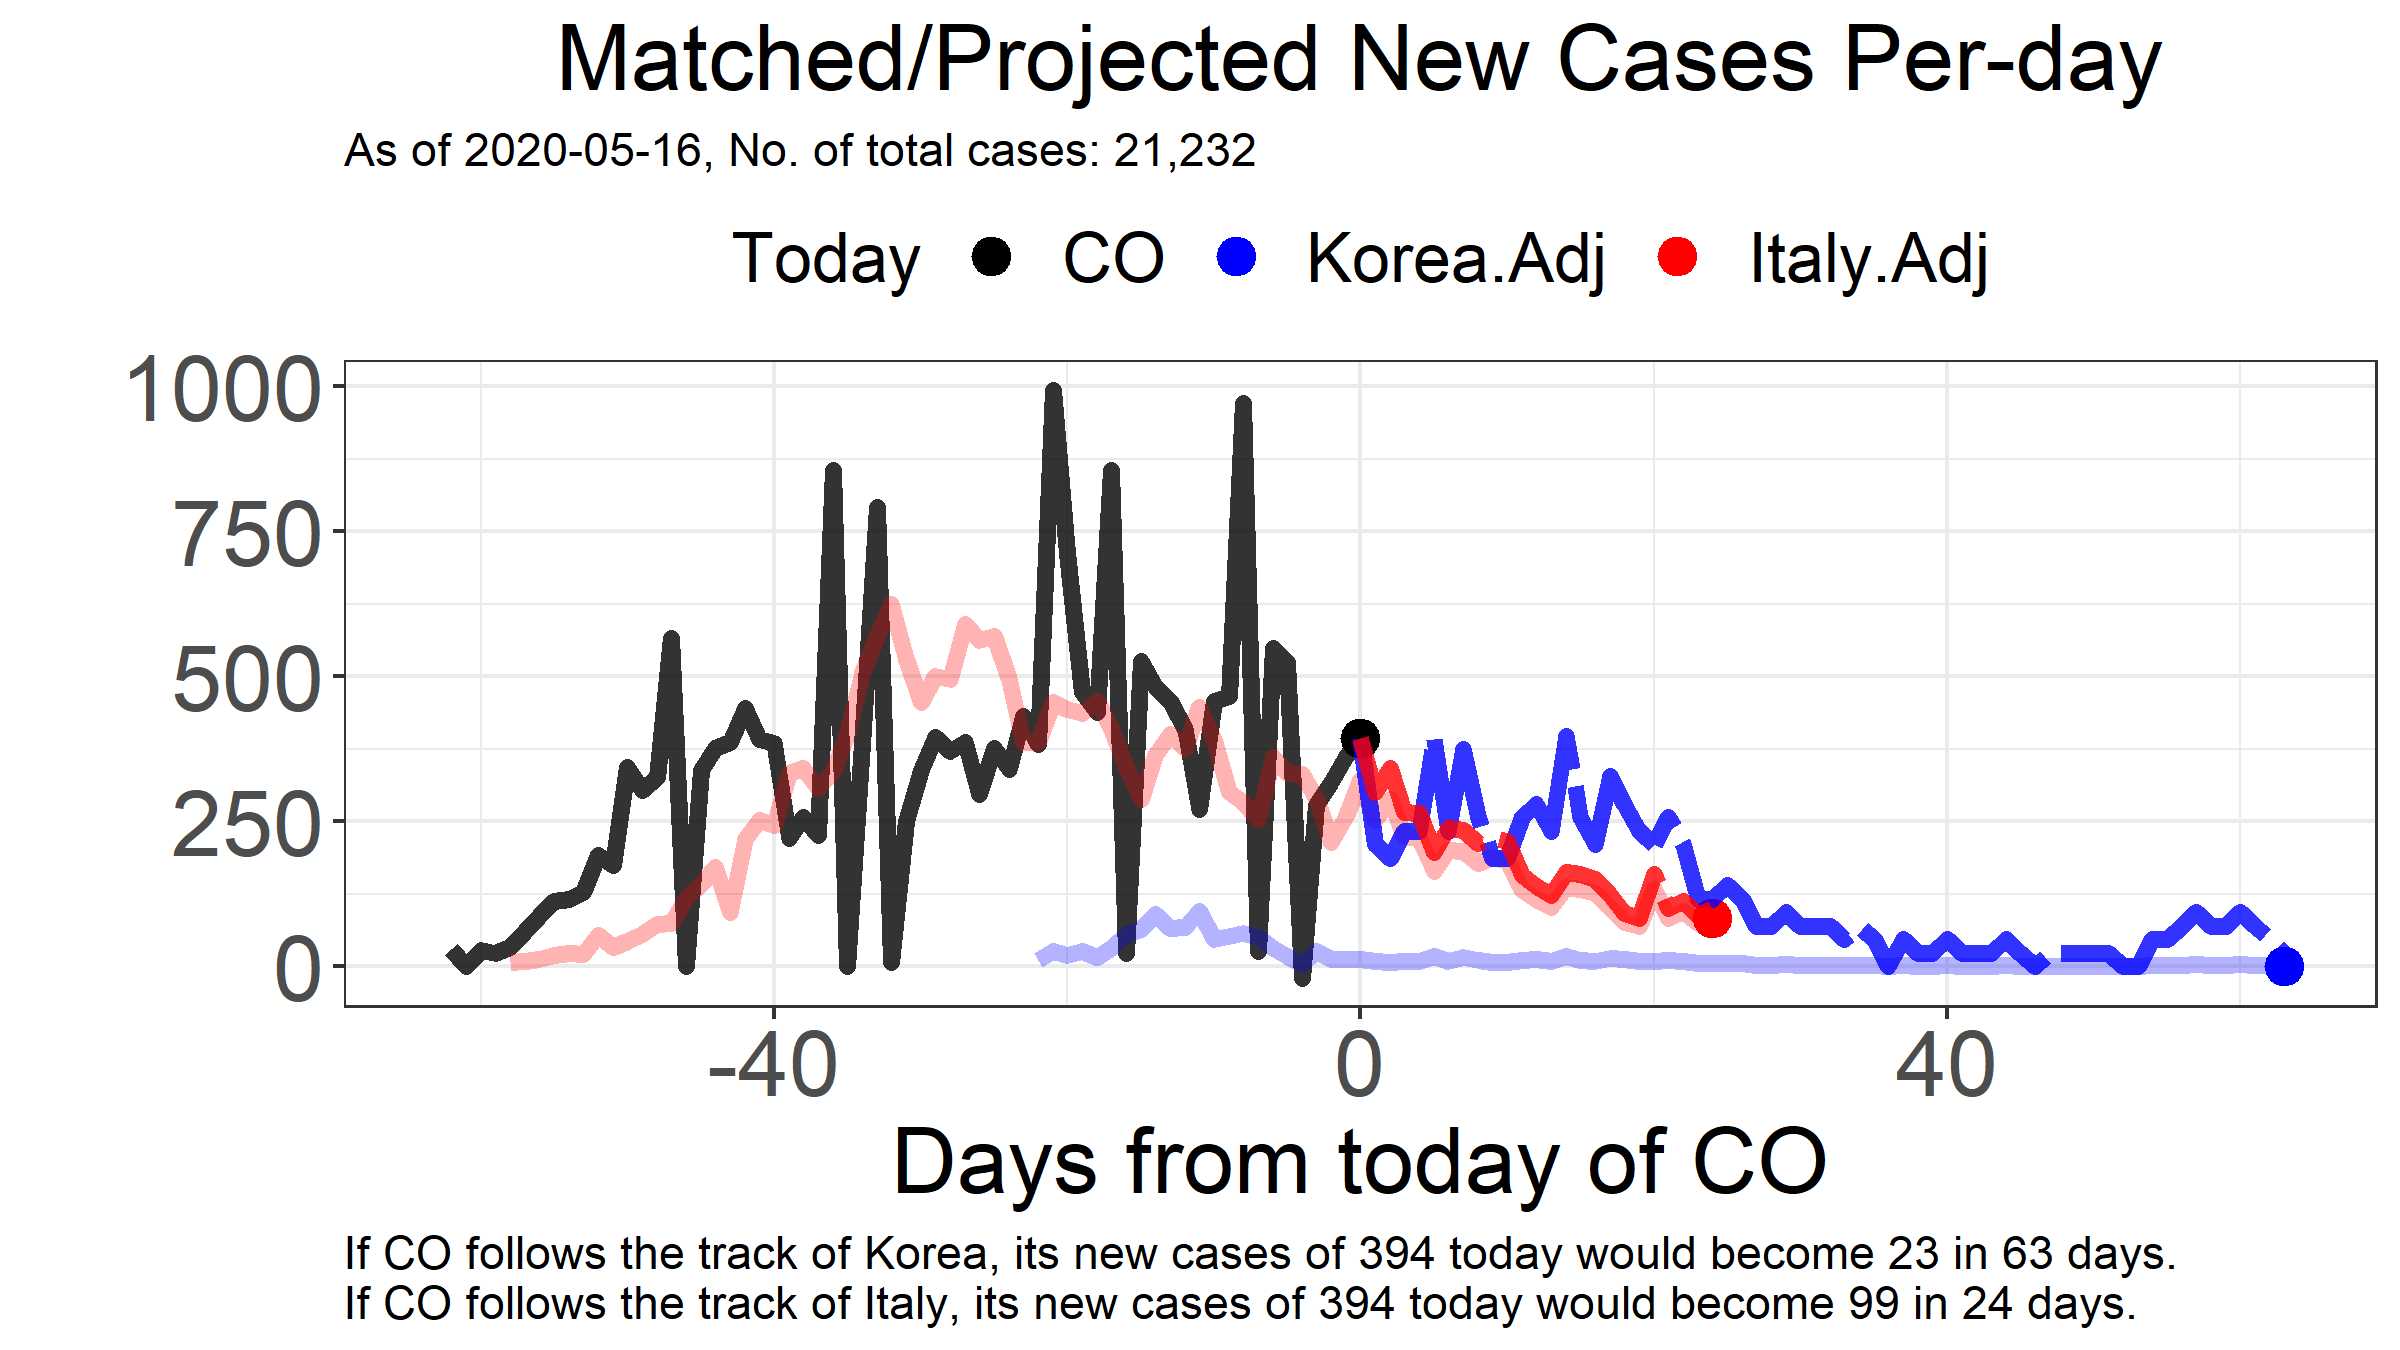 Matched/Projected New Cases Per-day
As of 2020-05-16, No. of total cases: 21,232
Today CO Korea.Adj Italy.Adj
1000
750
500
250
0
-40 0 40
Days from today of CO
If CO follows the track of Korea, its new cases of 394 today would become 23 in 63 days.
If CO follows the track of Italy, its new cases of 394 today would become 99 in 24 days.